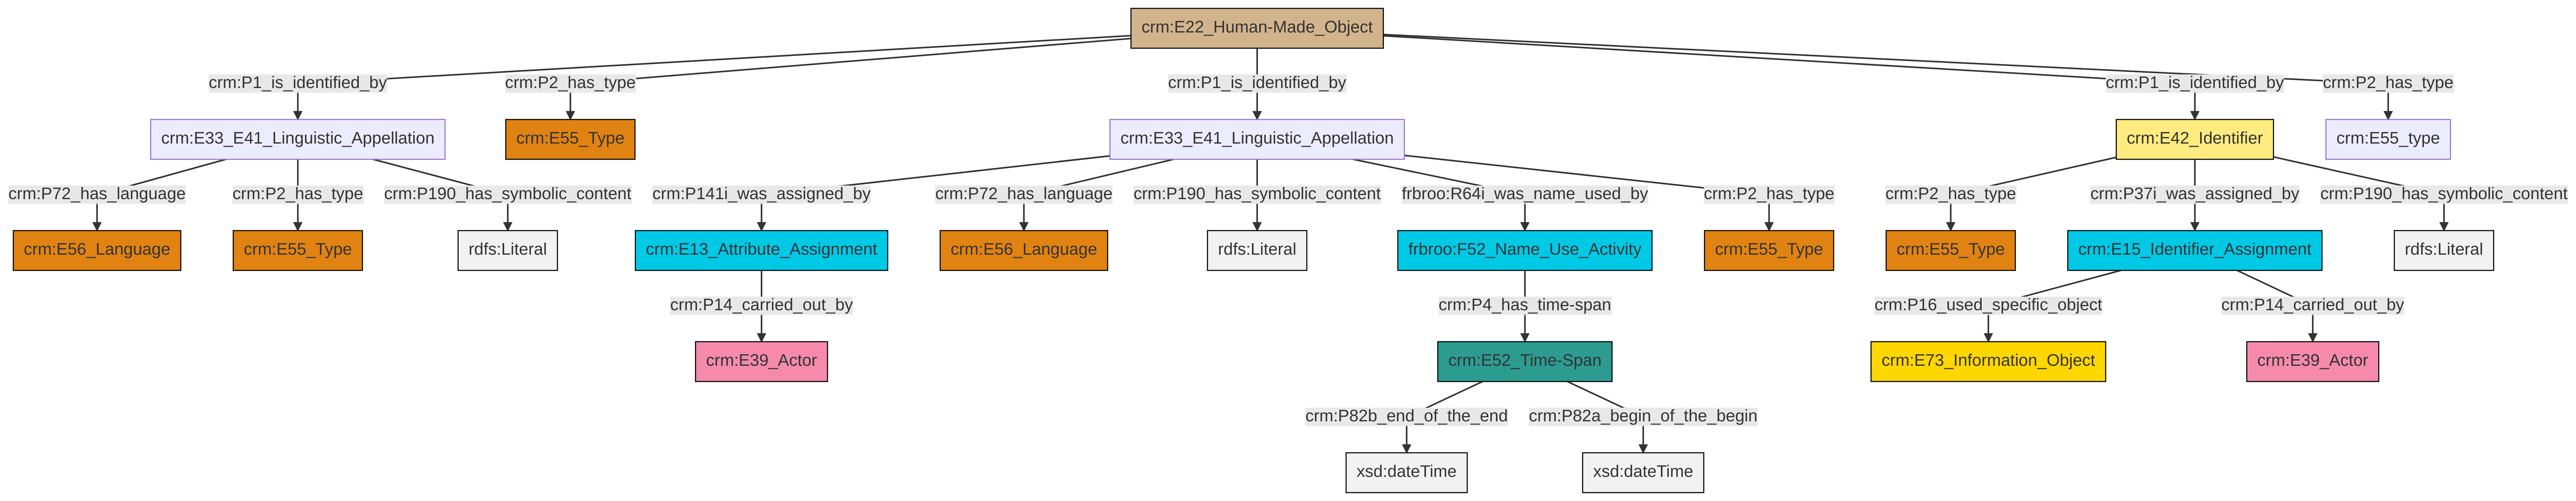 crm:E22_Human-Made_Object
crm:P1_is_identified_by
crm:P2_has_type
crm:P1_is_identified_by
crm:P1_is_identified_by
crm:P2_has_type
crm:E33_E41_Linguistic_Appellation
crm:E55_Type
crm:E33_E41_Linguistic_Appellation
crm:E42_Identifier
crm:E55_type
crm:P72_has_language
crm:P2_has_type
crm:P190_has_symbolic_content
crm:P141i_was_assigned_by
crm:P72_has_language
crm:P190_has_symbolic_content
frbroo:R64i_was_name_used_by
crm:P2_has_type
crm:P2_has_type
crm:P37i_was_assigned_by
crm:P190_has_symbolic_content
crm:E56_Language
crm:E55_Type
rdfs:Literal
crm:E13_Attribute_Assignment
crm:E56_Language
rdfs:Literal
frbroo:F52_Name_Use_Activity
crm:E55_Type
crm:E55_Type
crm:E15_Identifier_Assignment
rdfs:Literal
crm:P14_carried_out_by
crm:P4_has_time-span
crm:P16_used_specific_object
crm:P14_carried_out_by
crm:E39_Actor
crm:E52_Time-Span
crm:E73_Information_Object
crm:E39_Actor
crm:P82b_end_of_the_end
crm:P82a_begin_of_the_begin
xsd:dateTime
xsd:dateTime